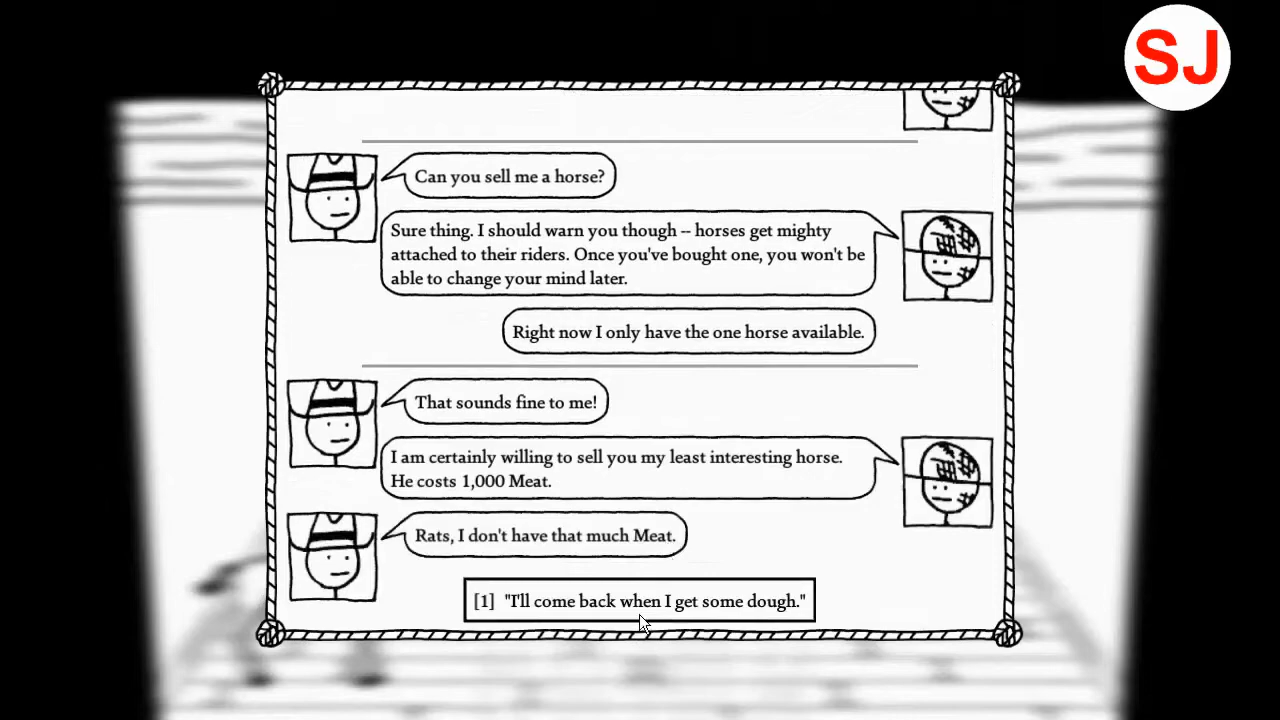 SJ
Can you sell me a horse?
Sure thing. I should warn you though -- horses get mighty
attached to their riders. Once you've bought one, you won't be
able to change your mind later.
Right now I only have the one horse available.
That sounds fine to me!
I am certainly willing to sell you my least interesting horse.
He costs 1,000 Meat.
Rats, I don't have that much Meat.
[1] "I'll come back when I get some dough."